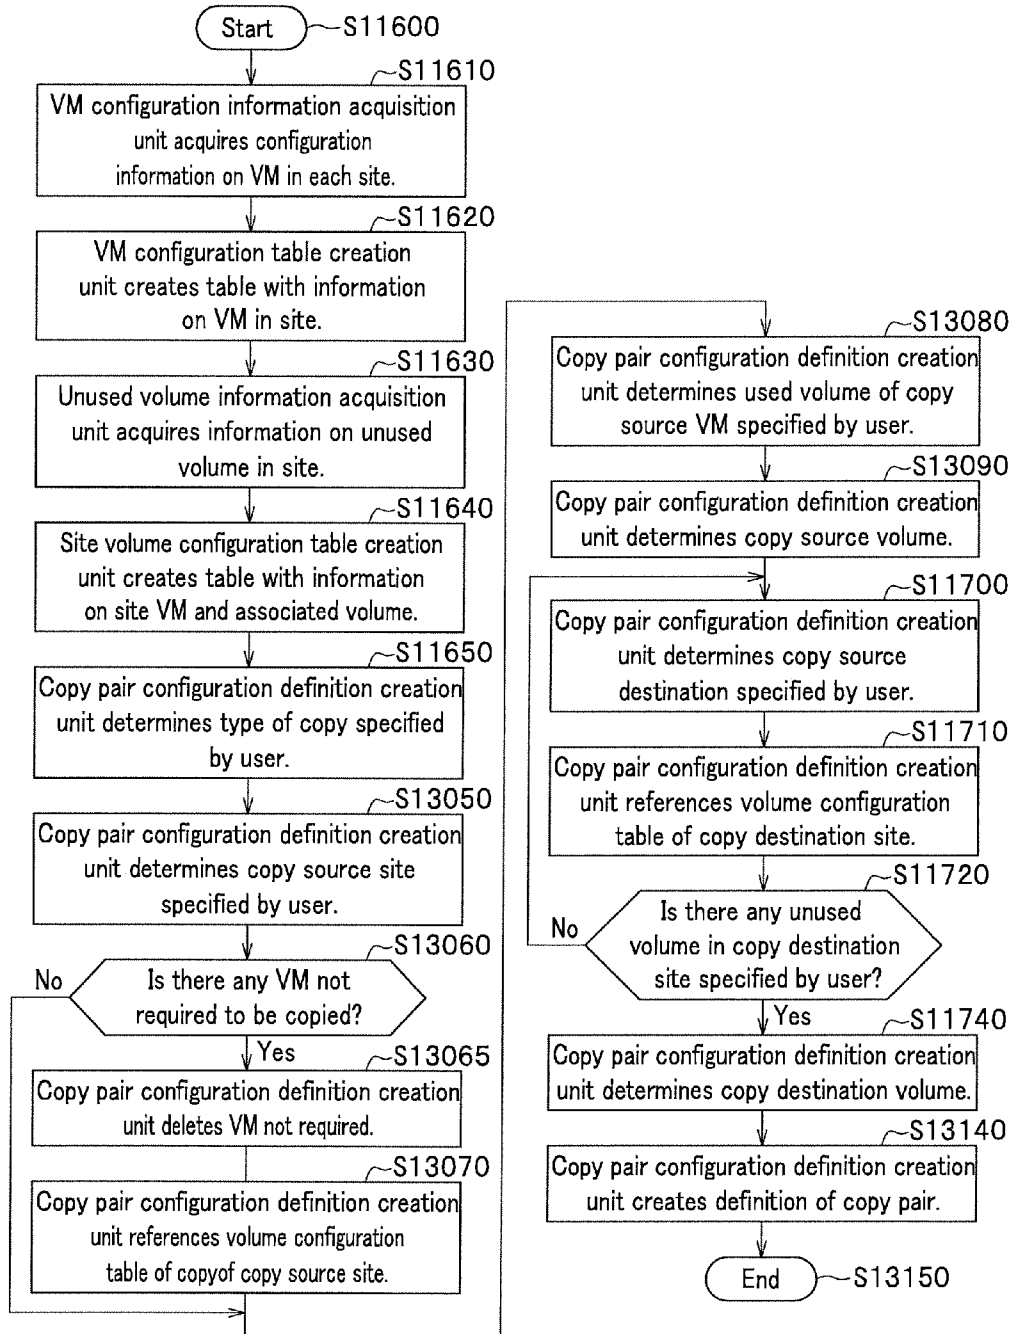 Start
S11600
S11610
VM configuration information acquisition
unit acquires configuration
information on VM in each site.
S11620
VM configuration table creation
unit creates table with information
on VM in site.
S11630
Unused volume information acquisition
unit acquires information on unused
volume in site.
S11640
Site volume configuration table creation
unit creates table with information
on site VM and associated volume.
S11650
Copy pair configuration definition creation
unit determines type of copy specified
by user.
S13050
Copy pair configuration definition creation
unit determines copy source site
specified by user.
S13060
No
Is there any VM not
required to be copied?
Yes
S13065
Copy pair configuration definition creation
unit deletes VM not required.
S13070
Copy pair configuration definition creation
unit references volume configuration
table of copyof copy source site.
S13080
Copy pair configuration definition creation
unit determines used volume of copy
source VM specified by user.
S13090
Copy pair configuration definition creation
unit determines copy source volume.
S11700
Copy pair configuration definition creation
unit determines copy source
destination specified by user.
S11710
Copy pair configuration definition creation
unit references volume configuration
table of copy destination site.
S11720
No
Is there any unused
volume in copy destination
site specified by user?
Yes
S11740
Copy pair configuration definition creation
unit determines copy destination volume.
S13140
Copy pair configuration definition creation
unit creates definition of copy pair.
End
S13150